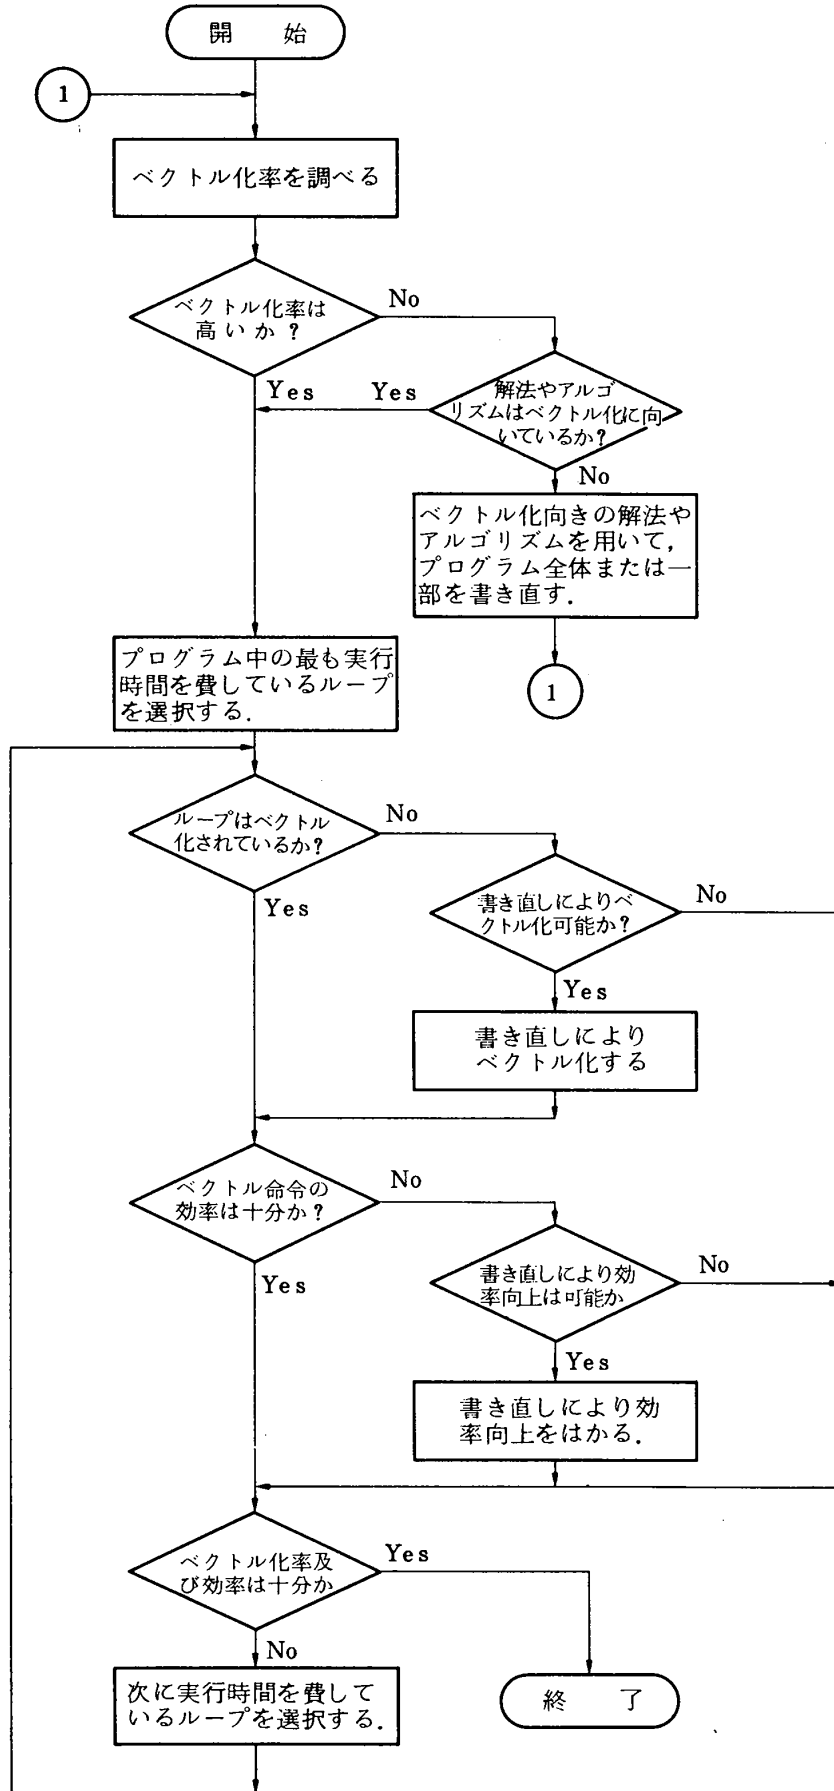 開 始
1
ベクトル化率を調べる
ベクトル化率は
高いか?
No
Yes
Yes
解法やアルゴ
リズムはベクトル化に向
いているか?
No
ベクトル化向きの解法や
アルゴリズムを用いて,
プログラム全体または一
部を書き直す.
1
プログラム中の最も実行
時間を費しているループ
を選択する.
ループはベクトル
化されているか?
No
Yes
書き直しによりベ
クトル化可能か?
No
Yes
書き直しにより
ベクトル化する
ベクトル命令の
効率は十分か?
No
Yes
書き直しにより効
率向上は可能か
No
Yes
書き直しにより効
率向上をはかる.
ベクトル化率及
び効率は十分か
Yes
No
次に実行時間を費して
いるループを選択する.
終 了